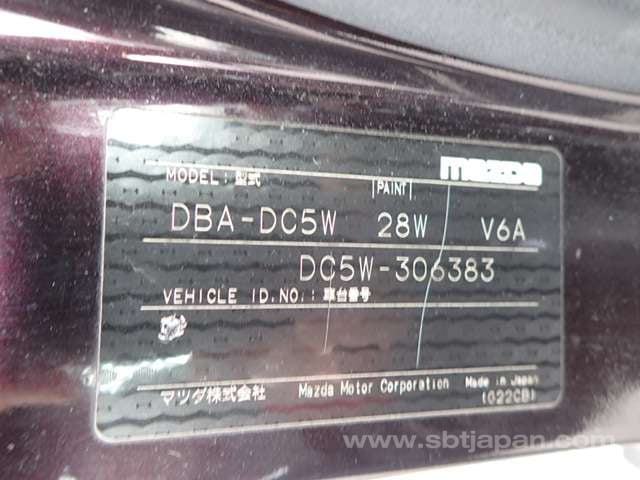 mazda
MODEL:型式
PAINT
DBA-DC5W 28W V6A
DC5W-306383
VEHICLE ID.NO.:車台番号
マツダ株式会社 Mazda Motor Corporation Made in Japan
(022CB)
www.sbtjapan.com